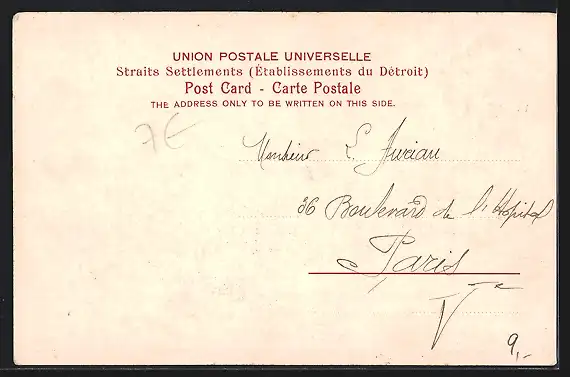 UNION POSTALE UNIVERSELLE
Straits Settlements (Établissements du Détroit)
Post Card - Carte Postale
THE ADDRESS ONLY TO BE WRITTEN ON THIS SIDE.
7E
Monsieur L.
36 Boulevard de l'Hôpital
Paris
V
9,-